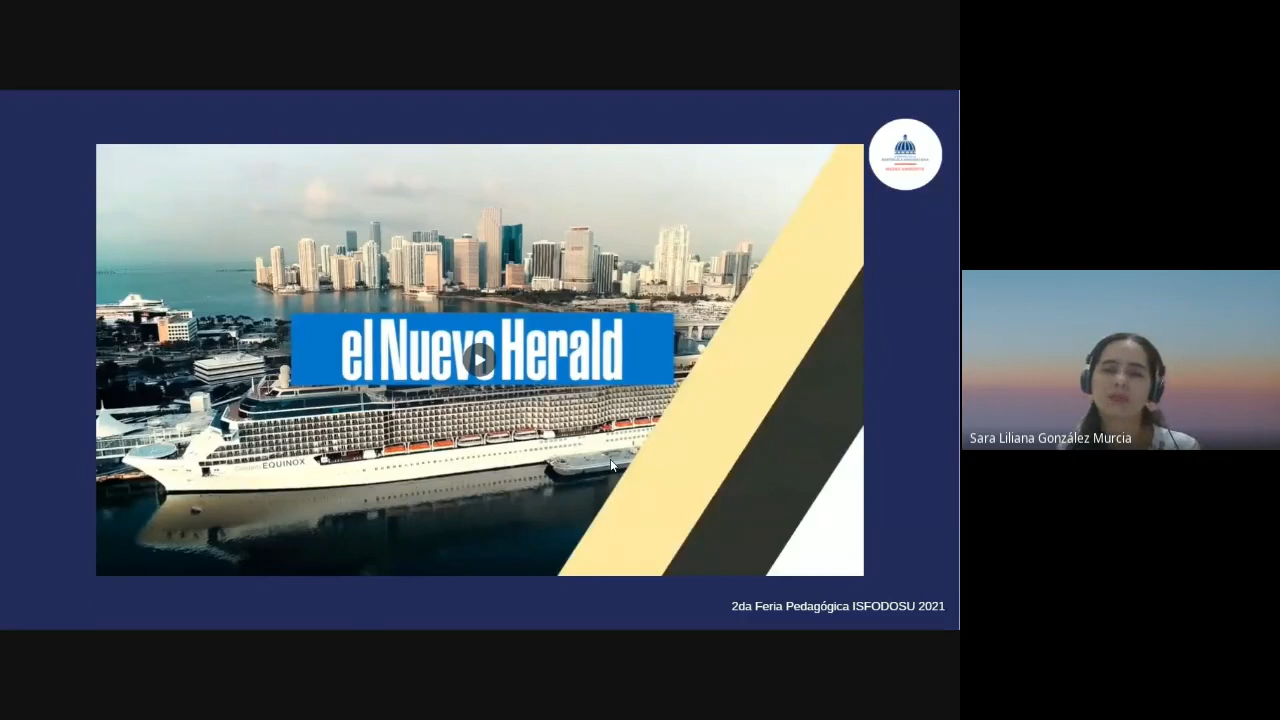 el Nuevo Herald
EQUINOX
2da Feria Pedagógica ISFODOSU 2021
Sara Liliana González Murcia